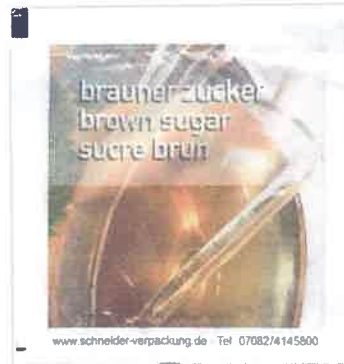 brauner zucker
brown sugar
sucre brun
www.schneider-verpackung.de Tel 07082/4145800